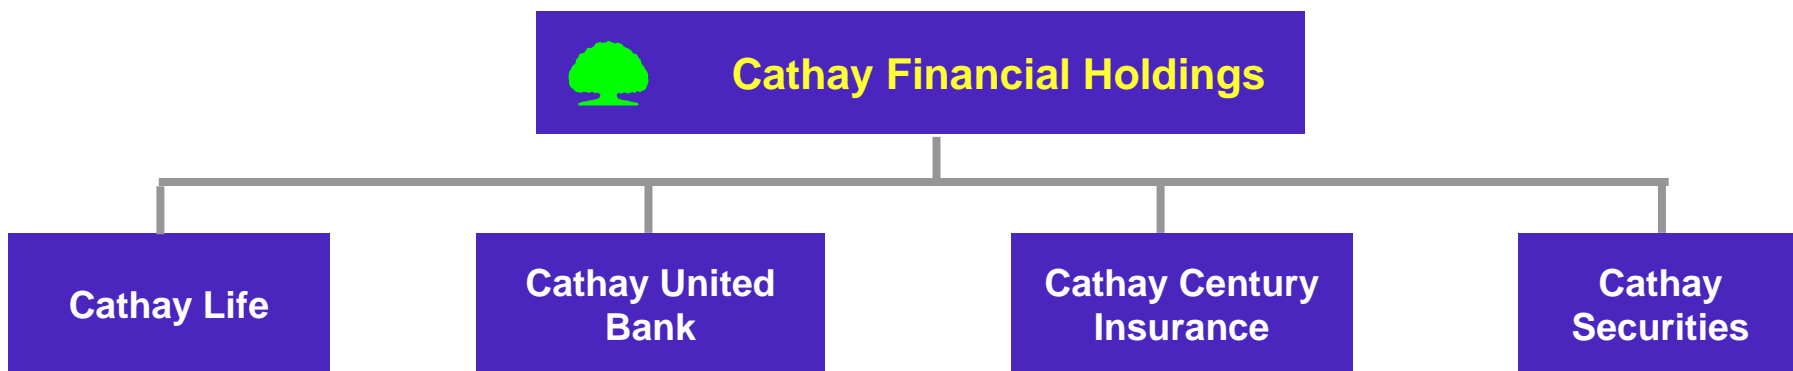 Cathay Financial Holdings
Cathay Life
Cathay United
Bank
Cathay Century
Insurance
Cathay
Securities